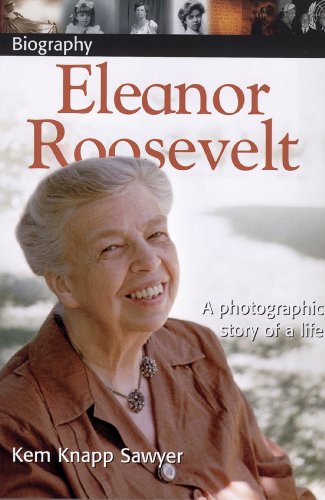 Biography
Eleanor
Roosevelt
A photographic
story of a life
Kem Knapp Sawyer